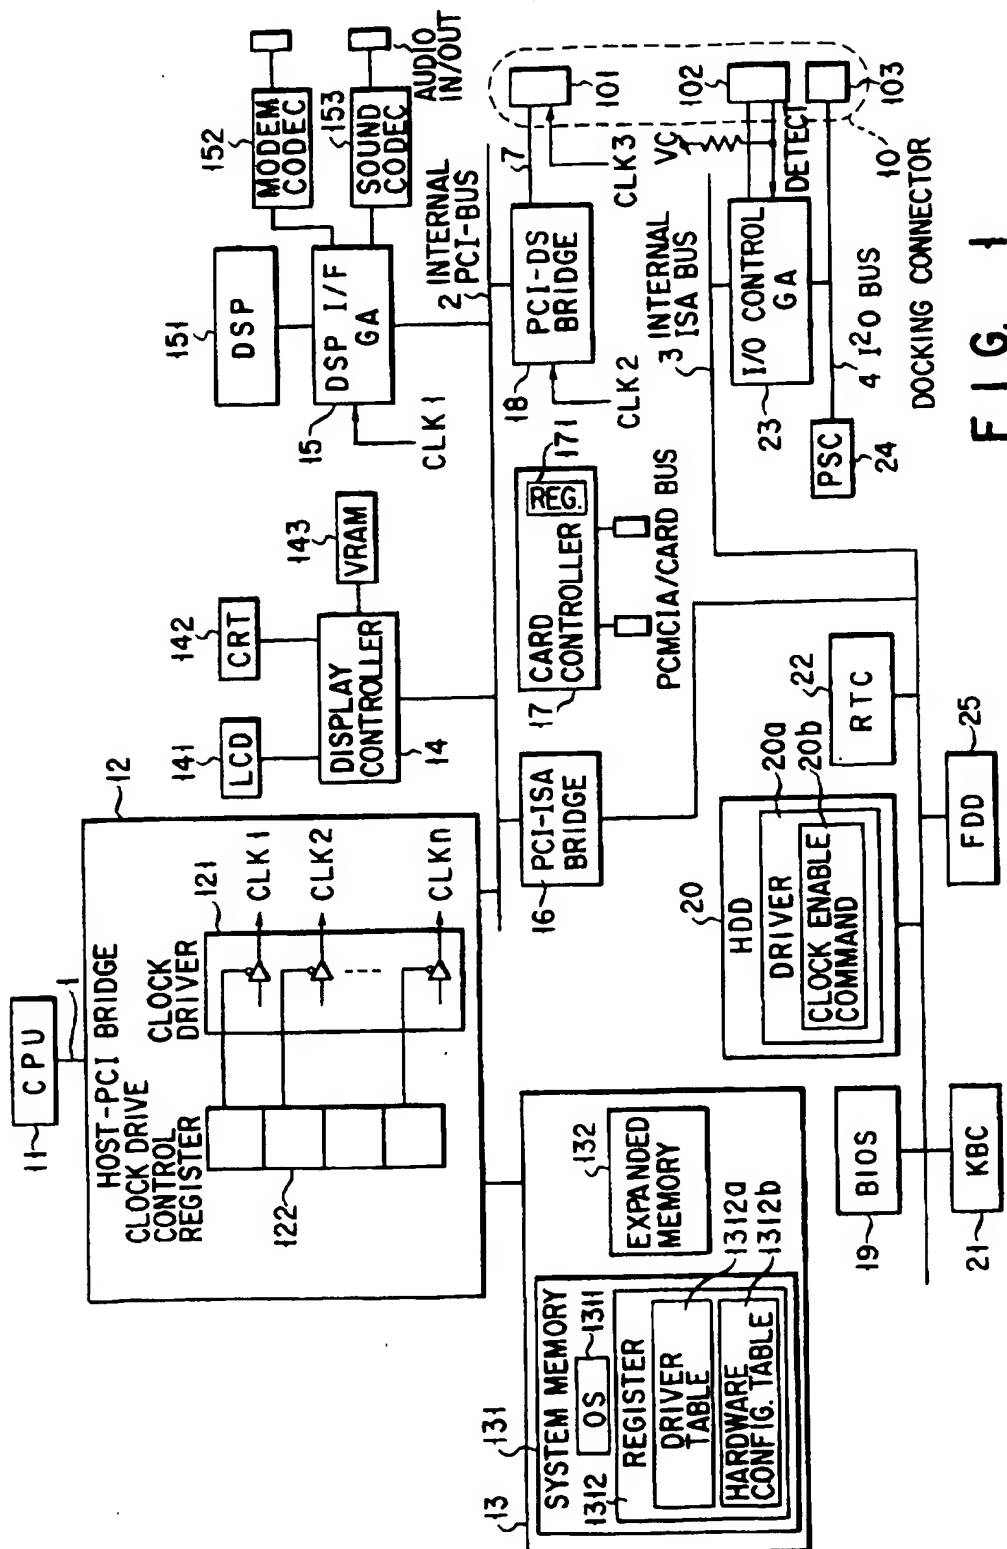 11
CPU
1
12
HOST-PCI BRIDGE
CLOCK DRIVE
CONTROL
REGISTER
CLOCK
DRIVER
121
122
CLK1
CLK2
CLKn
141
LCD
142
CRT
143
VRAM
DISPLAY
CONTROLLER
14
151
DSP
152
MODEM
CODEC
153
SOUND
CODEC
AUDIO
IN/OUT
15
DSP I/F
GA
CLK1
2
INTERNAL
PCI-BUS
13
131
SYSTEM MEMORY
OS
1311
1312
REGISTER
DRIVER
TABLE
1312a
HARDWARE
CONFIG. TABLE
1312b
132
EXPANDED
MEMORY
16
PCI-ISA
BRIDGE
17
CARD
CONTROLLER
REG.
171
PCMCIA/CARD BUS
18
PCI-DS
BRIDGE
CLK2
7
CLK3
101
102
103
VC
DETECT
10
DOCKING CONNECTOR
3
INTERNAL
ISA BUS
I/O CONTROL
GA
23
4 I2O BUS
PSC
24
20
HDD
DRIVER
20a
CLOCK ENABLE
COMMAND
20b
22
RTC
19
BIOS
21
KBC
FDD
25
FIG. 1